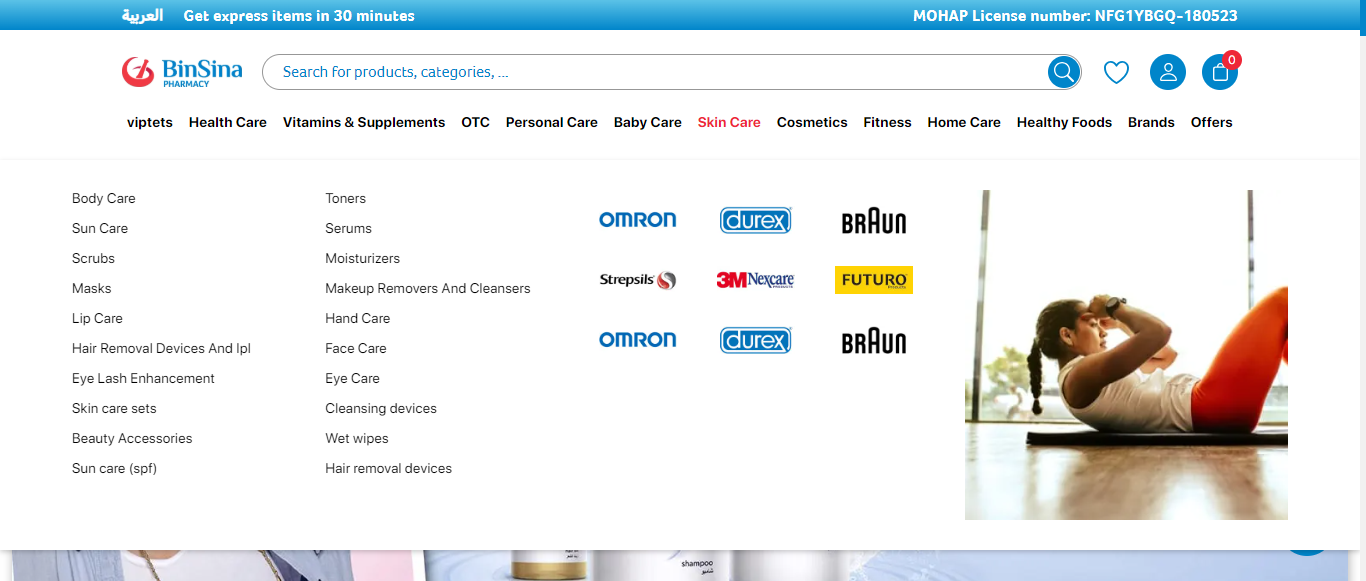 العربية Get express items in 30 minutes MOHAP License number: NFG1YBGQ-180523
BinSina
PHARMACY
Search for products, categories, ...
0
viptets Health Care Vitamins & Supplements OTC Personal Care Baby Care Skin Care Cosmetics Fitness Home Care Healthy Foods Brands Offers
Body Care
Sun Care
Scrubs
Masks
Lip Care
Hair Removal Devices And Ipl
Eye Lash Enhancement
Skin care sets
Beauty Accessories
Sun care (spf)
Toners
Serums
Moisturizers
Makeup Removers And Cleansers
Hand Care
Face Care
Eye Care
Cleansing devices
Wet wipes
Hair removal devices
OMRON durex BRAUN
Strepsils 3M Nexcare FUTURO
OMRON durex BRAUN
shampoo
شامبو